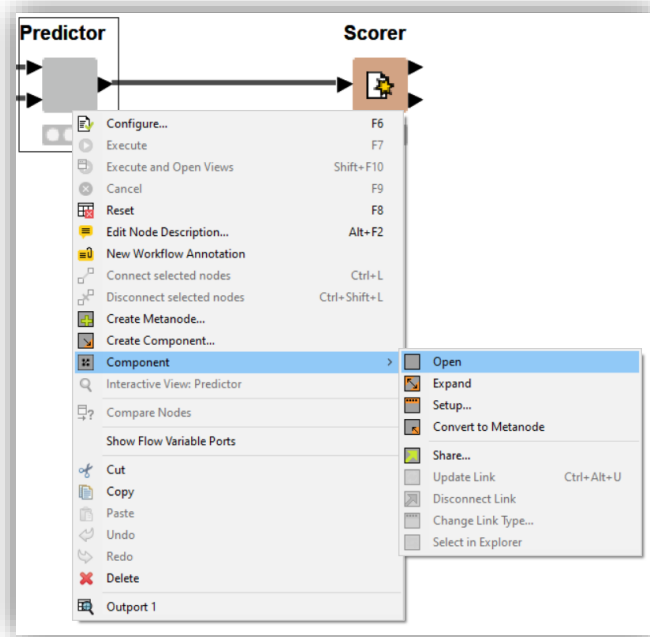 Predictor
Scorer
Configure... F6
Execute F7
Execute and Open Views Shift+F10
Cancel F9
Reset F8
Edit Node Description... Alt+F2
New Workflow Annotation
Connect selected nodes Ctrl+L
Disconnect selected nodes Ctrl+Shift+L
Create Metanode...
Create Component...
Component
Interactive View: Predictor
Compare Nodes
Show Flow Variable Ports
Cut
Copy
Paste
Undo
Redo
Delete
Outport 1
Open
Expand
Setup...
Convert to Metanode
Share...
Update Link Ctrl+Alt+U
Disconnect Link
Change Link Type...
Select in Explorer